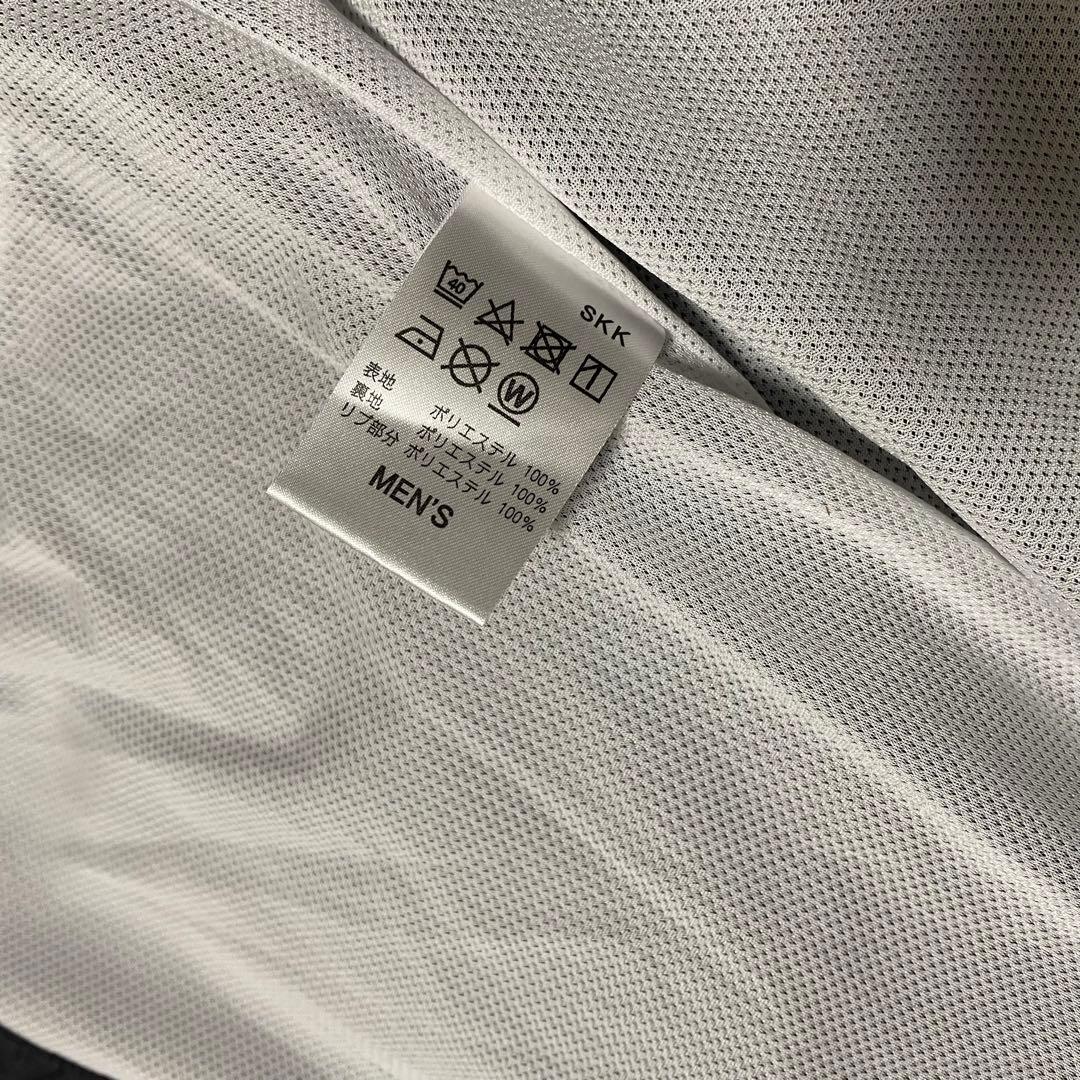 SKK
40
W
表地 ポリエステル 100%
裏地 ポリエステル 100%
リブ部分 ポリエステル 100%
MEN'S